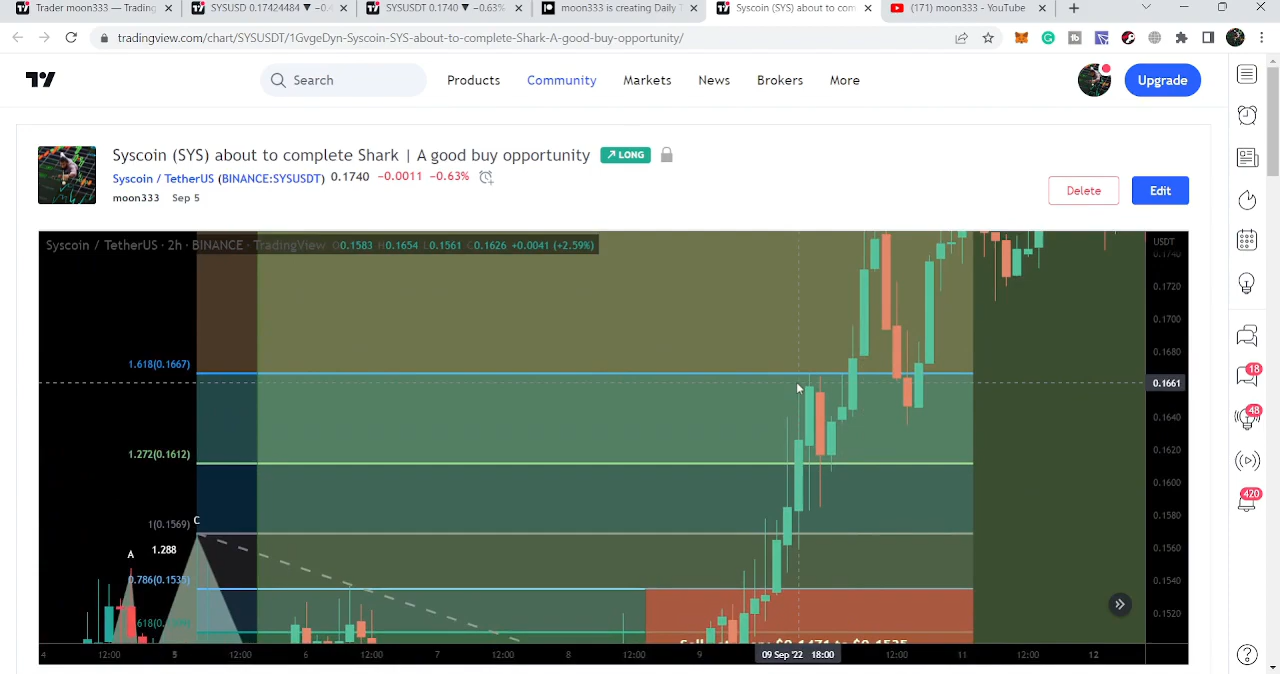 Trader moon333 — Trading
SYSUSD 0.17424484 ▼ −0.4
SYSUSDT 0.1740 ▼ −0.63%
moon333 is creating Daily T
Syscoin (SYS) about to com
(171) moon333 - YouTube
tradingview.com/chart/SYSUSDT/1GvgeDyn-Syscoin-SYS-about-to-complete-Shark-A-good-buy-opportunity/
Search
Products
Community
Markets
News
Brokers
More
Upgrade
Syscoin (SYS) about to complete Shark | A good buy opportunity
LONG
Syscoin / TetherUS (BINANCE:SYSUSDT) 0.1740 −0.0011 −0.63%
moon333 Sep 5
Delete
Edit
Syscoin / TetherUS · 2h · BINANCE · TradingView O0.1583 H0.1654 L0.1561 C0.1626 +0.0041 (+2.59%)
USDT
0.1740
0.1720
0.1700
0.1680
1.618(0.1667)
0.1661
18
0.1640
48
1.272(0.1612)
0.1620
0.1600
420
0.1580
1(0.1569)
C
A
1.288
0.1560
0.786(0.1535)
0.1540
0.1520
4
12:00
5
12:00
6
12:00
7
12:00
8
12:00
9
09 Sep '22 18:00
12:00
11
12:00
12